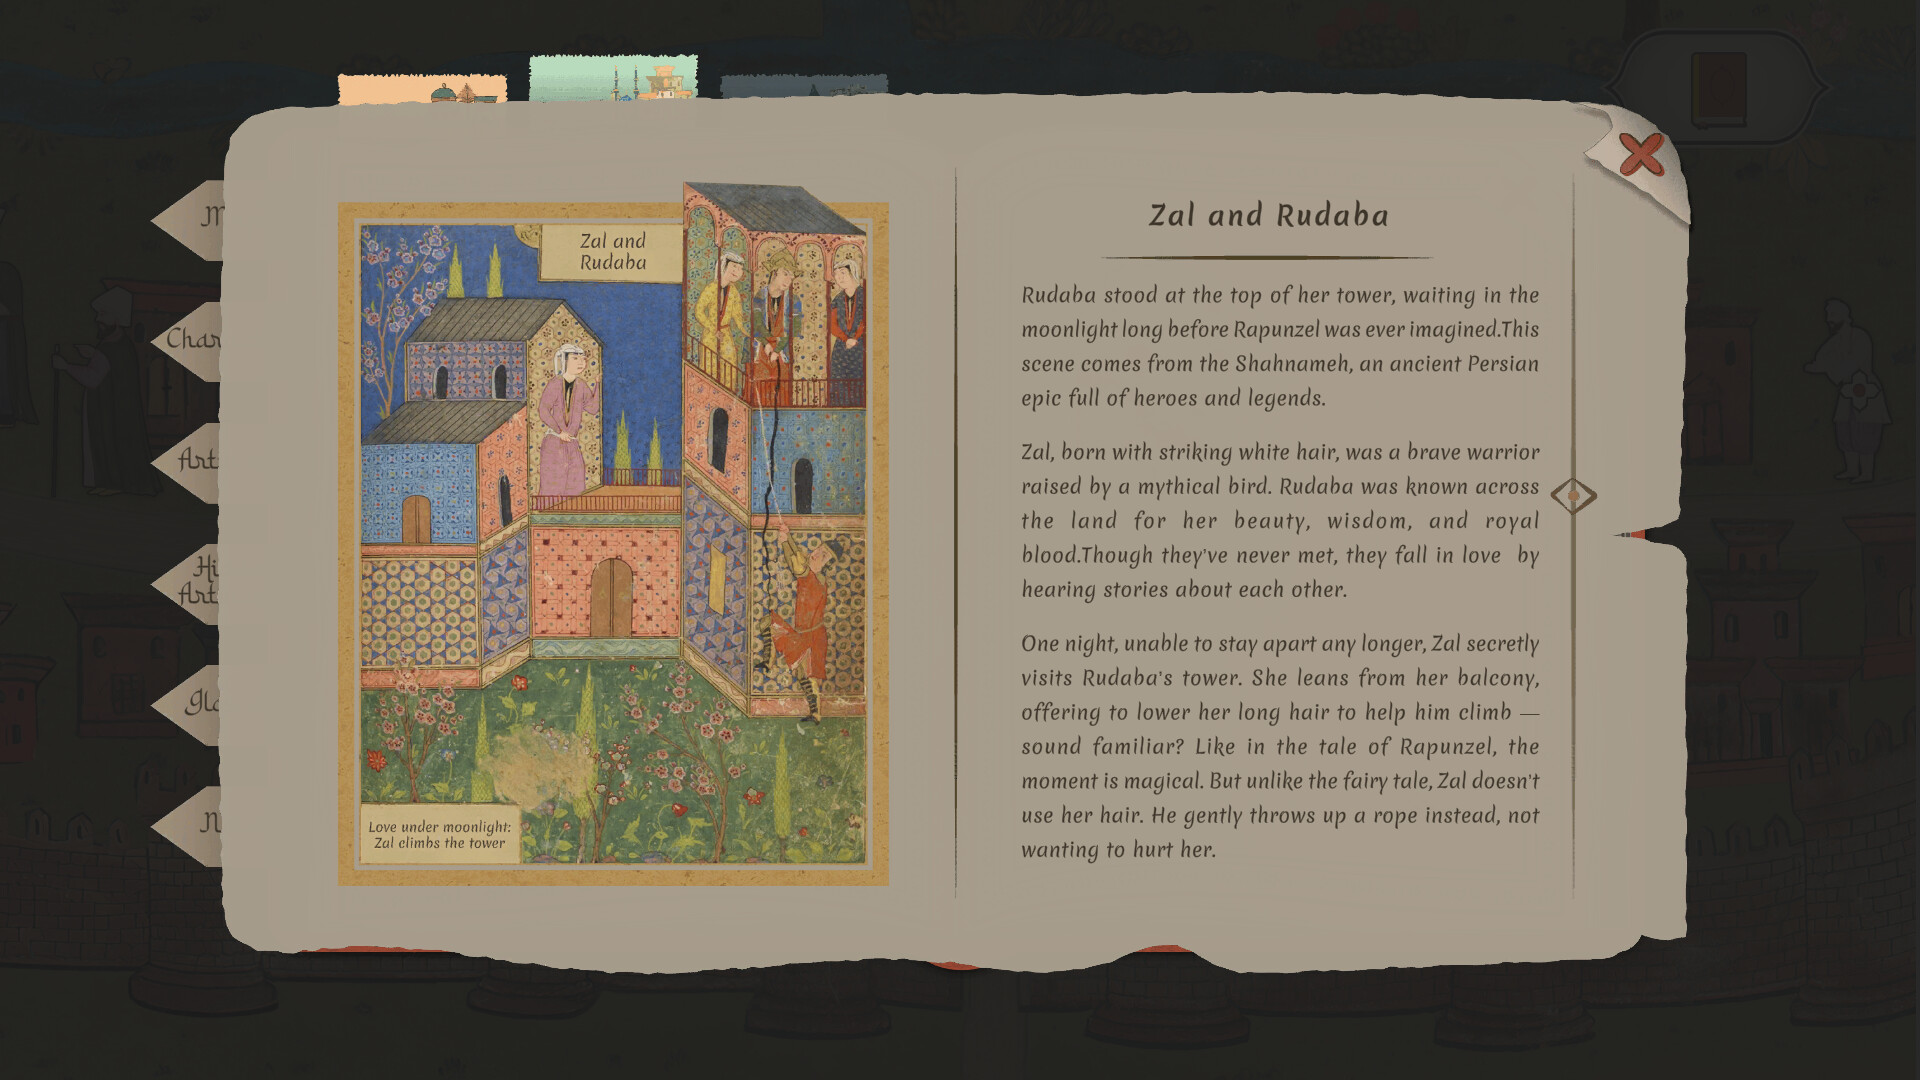 Zal and
Rudaba
Love under moonlight:
Zal climbs the tower
Zal and Rudaba
Rudaba stood at the top of her tower, waiting in the
moonlight long before Rapunzel was ever imagined.This
scene comes from the Shahnameh, an ancient Persian
epic full of heroes and legends.
Zal, born with striking white hair, was a brave warrior
raised by a mythical bird. Rudaba was known across
the land for her beauty, wisdom, and royal
blood.Though they've never met, they fall in love by
hearing stories about each other.
One night, unable to stay apart any longer, Zal secretly
visits Rudaba's tower. She leans from her balcony,
offering to lower her long hair to help him climb —
sound familiar? Like in the tale of Rapunzel, the
moment is magical. But unlike the fairy tale, Zal doesn't
use her hair. He gently throws up a rope instead, not
wanting to hurt her.